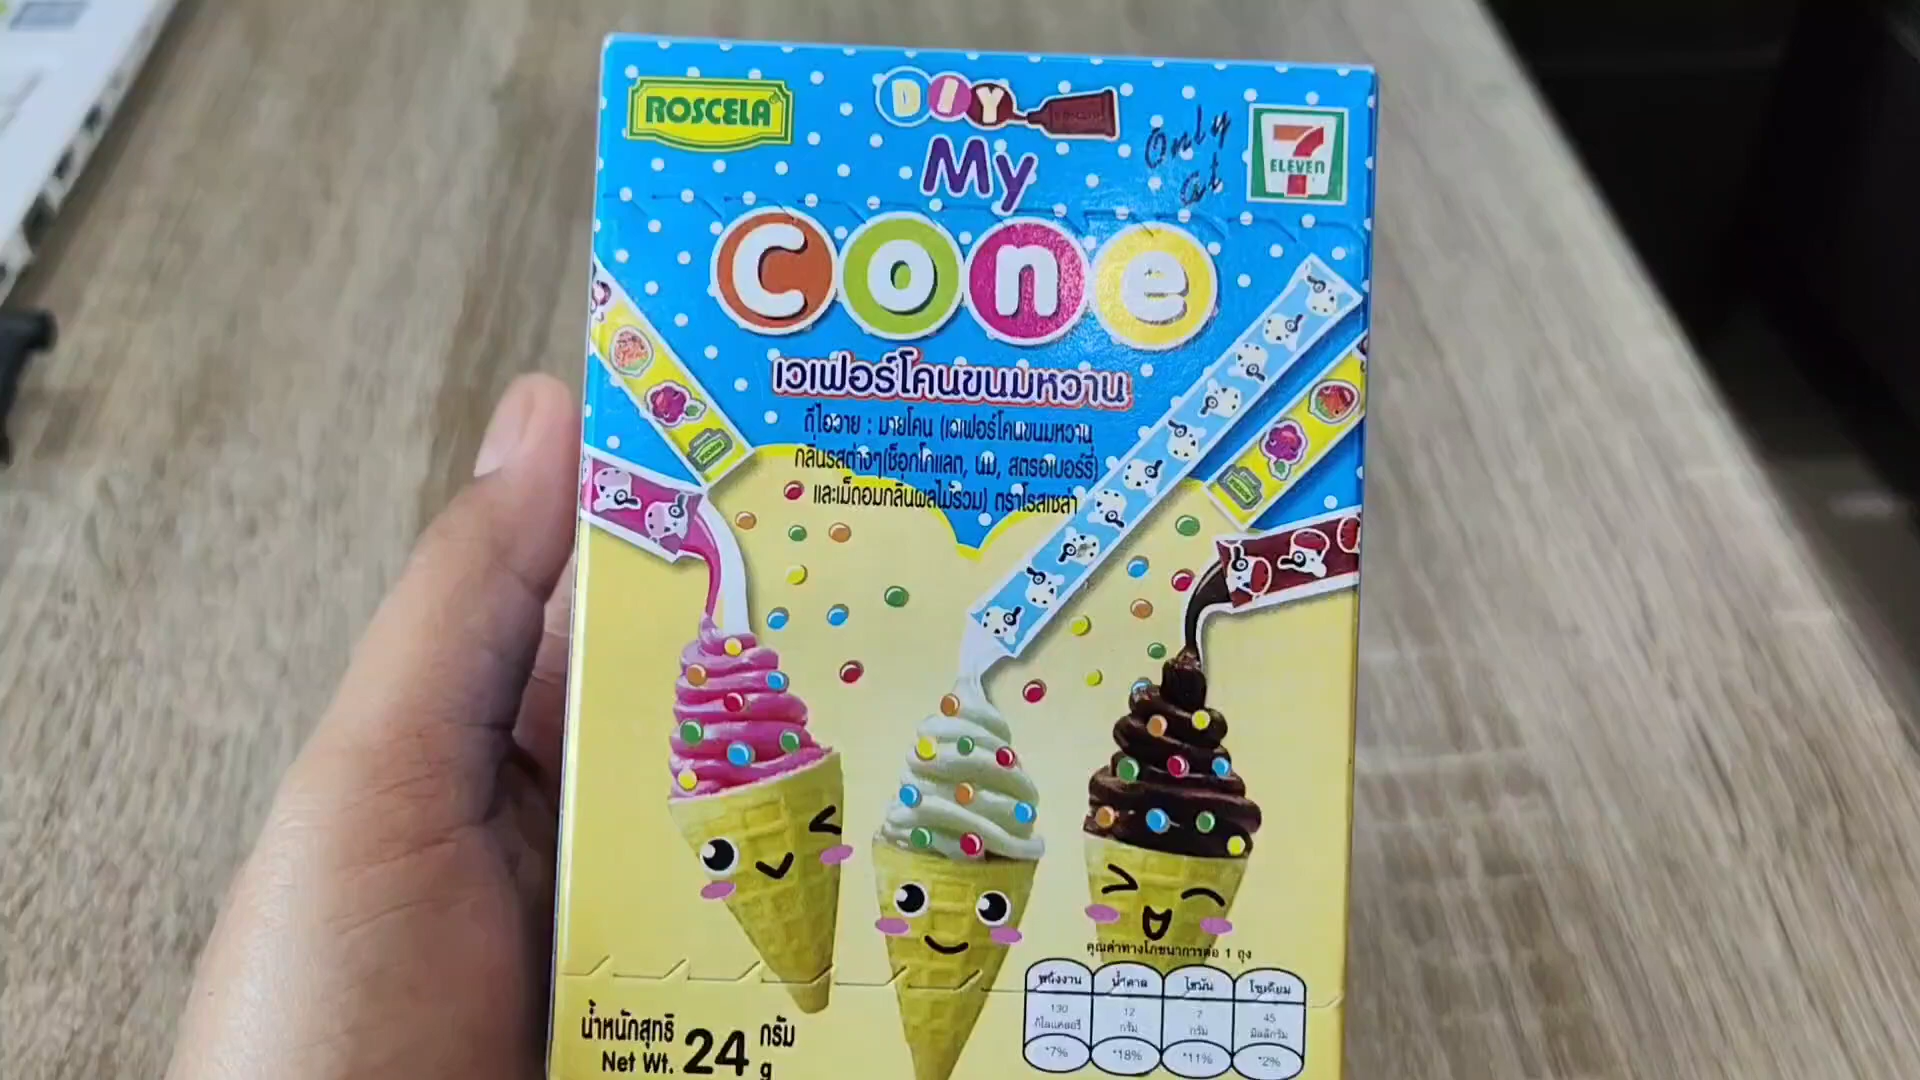 ROSCELA
DIY
My
Only
at
7
ELEVEN
Cone
เวเฟอร์โคนขนมหวาน
ดีไอวาย : มายโคน (เวเฟอร์โคนขนมหวาน
กลิ่นรสต่างๆ(ช็อกโกแลต, นม, สตรอเบอร์รี่)
และเม็ดอมกลิ่นผลไม้รวม) ตราโรสเซล่า
คุณค่าทางโภชนาการต่อ 1 ถุง
พลังงาน น้ำตาล ไขมัน โซเดียม
130 12 7 45
กิโลแคลอรี กรัม กรัม มิลลิกรัม
*7% *18% *11% *2%
น้ำหนักสุทธิ 24 กรัม
Net Wt. g